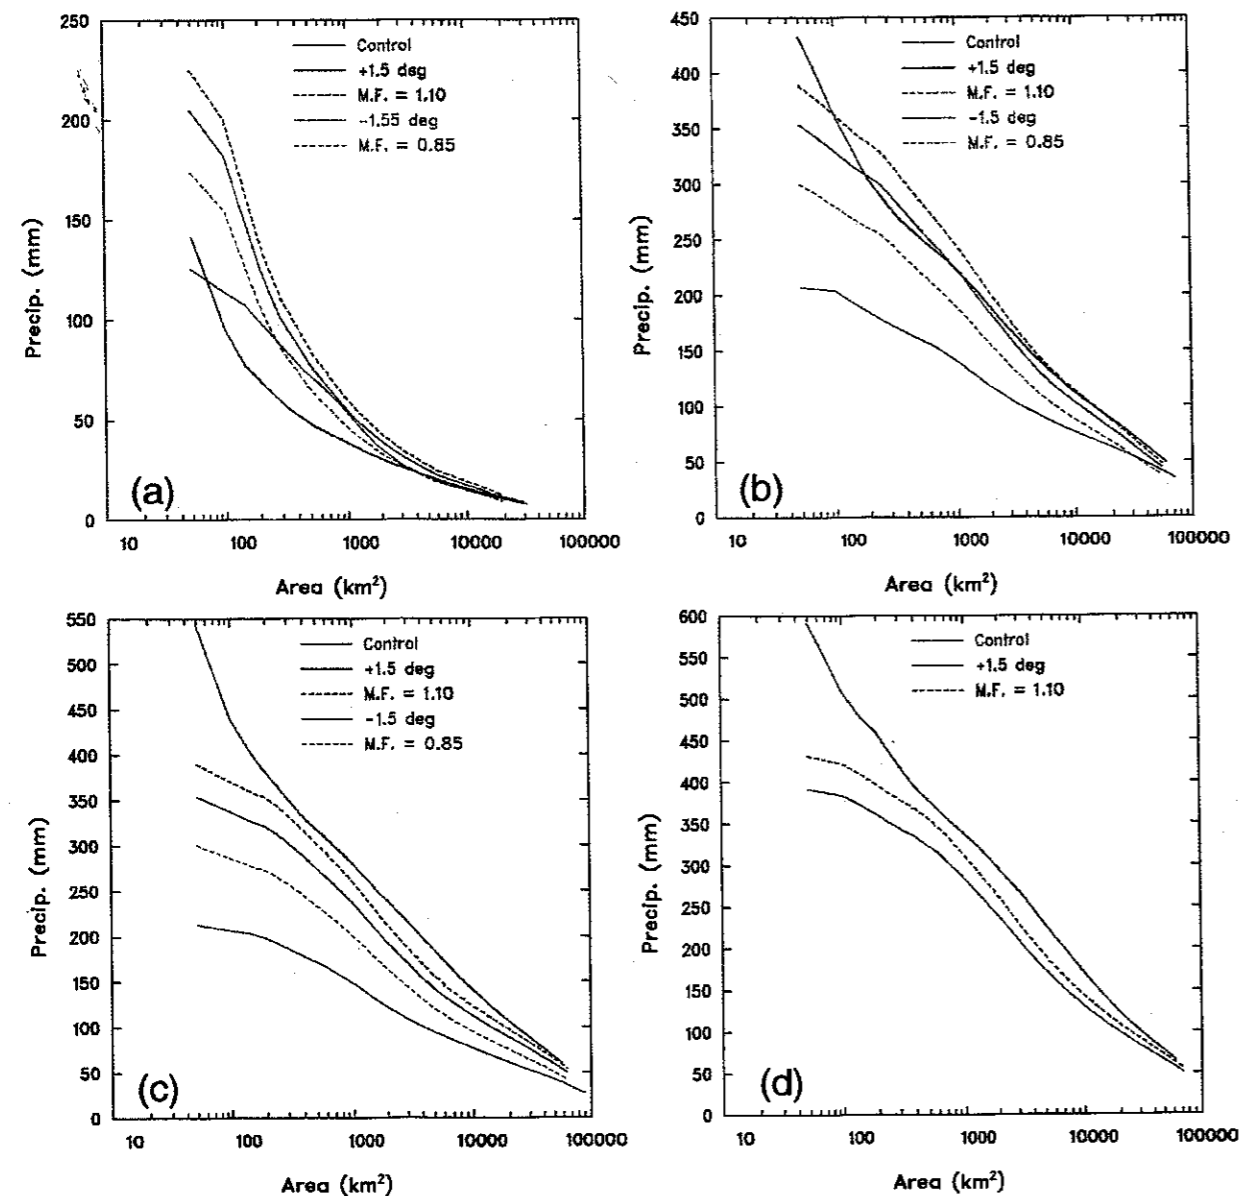 250
200
150
100
50
0
Precip. (mm)
Control
+1.5 deg
M.F. = 1.10
-1.55 deg
M.F. = 0.85
(a)
10 100 1000 10000 100000
Area (km²)
450
400
350
300
250
200
150
100
50
0
Precip. (mm)
Control
+1.5 deg
M.F. = 1.10
-1.5 deg
M.F. = 0.85
(b)
10 100 1000 10000 100000
Area (km²)
550
500
450
400
350
300
250
200
150
100
50
0
Precip. (mm)
Control
+1.5 deg
M.F. = 1.10
-1.5 deg
M.F. = 0.85
(c)
10 100 1000 10000 100000
Area (km²)
600
550
500
450
400
350
300
250
200
150
100
50
0
Precip. (mm)
Control
+1.5 deg
M.F. = 1.10
(d)
10 100 1000 10000 100000
Area (km²)